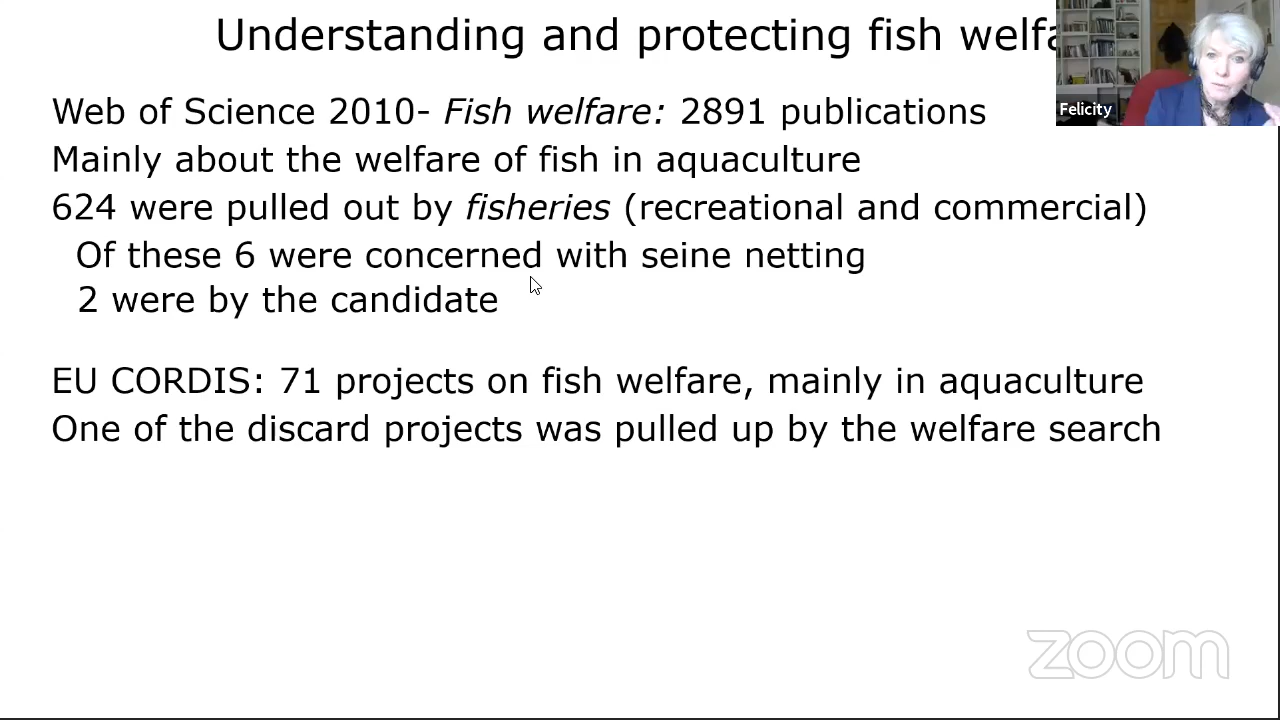 Understanding and protecting fish welfa
Felicity
Web of Science 2010- Fish welfare: 2891 publications
Mainly about the welfare of fish in aquaculture
624 were pulled out by fisheries (recreational and commercial)
Of these 6 were concerned with seine netting
2 were by the candidate
EU CORDIS: 71 projects on fish welfare, mainly in aquaculture
One of the discard projects was pulled up by the welfare search
zoom